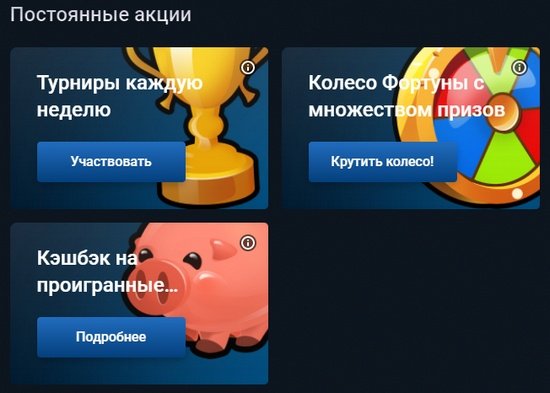 Постоянные акции
Турниры каждую
неделю
Участвовать
Колесо Фортуны с
множеством призов
Крутить колесо!
Кэшбэк на
проигранные...
Подробнее